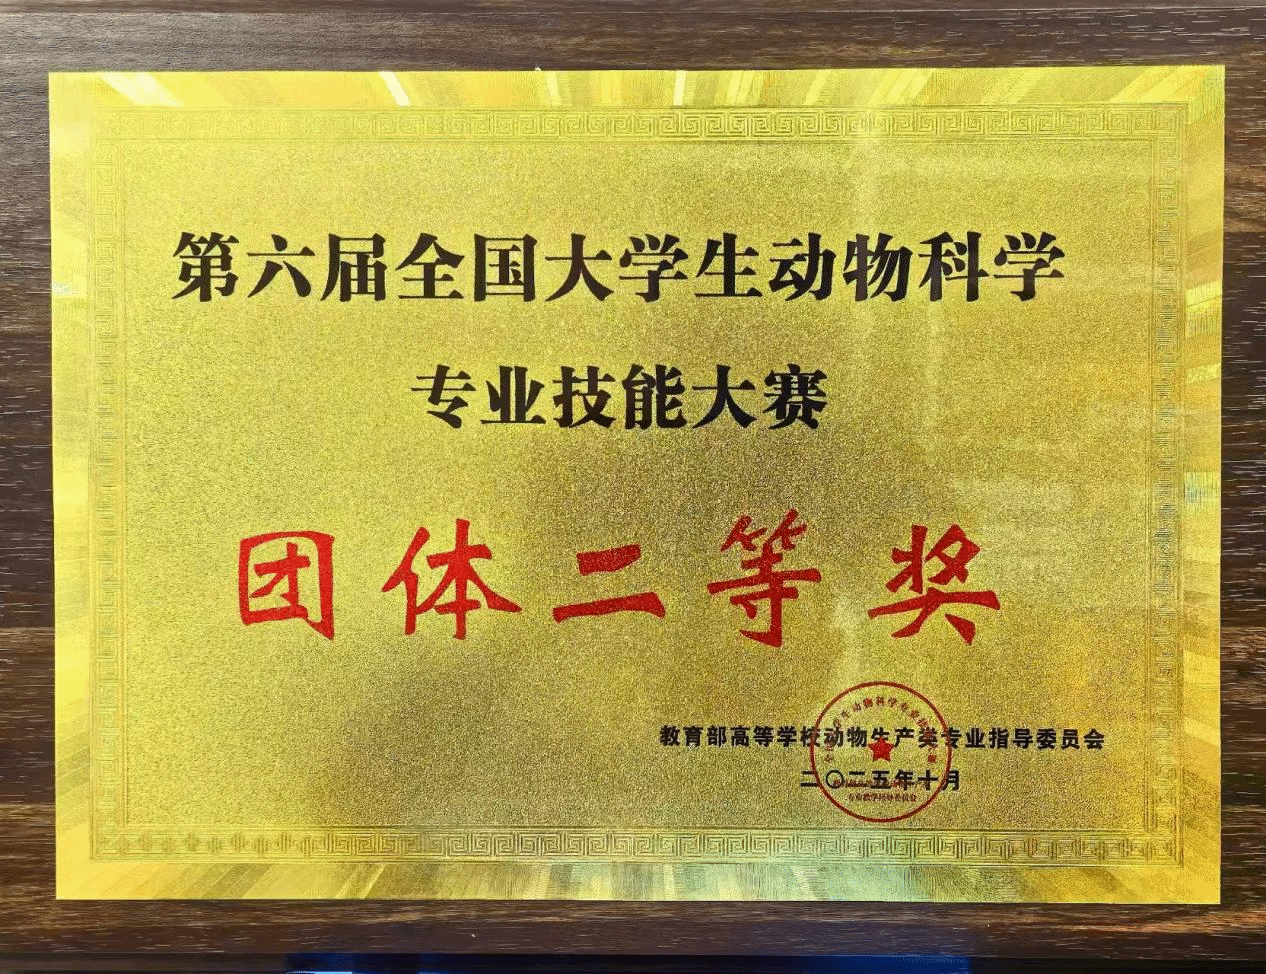 第六届全国大学生动物科学
专业技能大赛
团体二等奖
教育部高等学校动物生产类专业指导委员会
二〇二五年十月